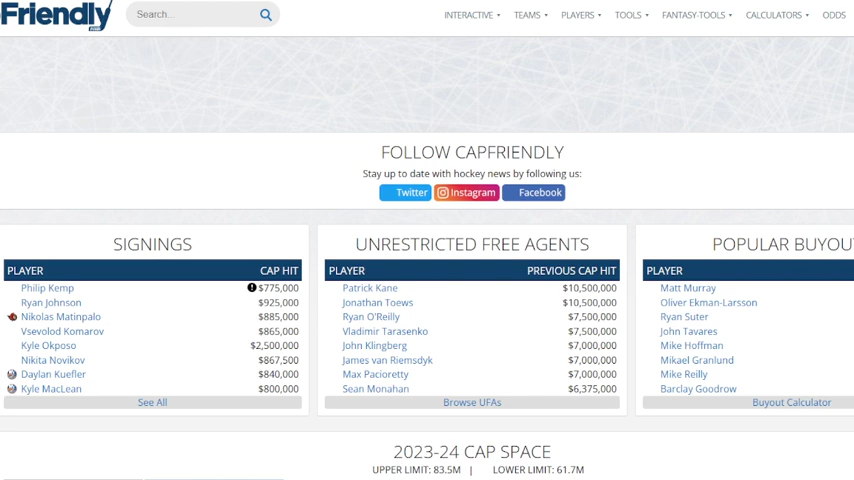 Friendly
Search...
INTERACTIVE
TEAMS
PLAYERS
TOOLS
FANTASY-TOOLS
CALCULATORS
ODDS
FOLLOW CAPFRIENDLY
Stay up to date with hockey news by following us:
Twitter
Instagram
Facebook
SIGNINGS
PLAYER CAP HIT
Philip Kemp $775,000
Ryan Johnson $925,000
Nikolas Matinpalo $885,000
Vsevolod Komarov $865,000
Kyle Okposo $2,500,000
Nikita Novikov $867,500
Daylan Kuefler $840,000
Kyle MacLean $800,000
See All
UNRESTRICTED FREE AGENTS
PLAYER PREVIOUS CAP HIT
Patrick Kane $10,500,000
Jonathan Toews $10,500,000
Ryan O'Reilly $7,500,000
Vladimir Tarasenko $7,500,000
John Klingberg $7,000,000
James van Riemsdyk $7,000,000
Max Pacioretty $7,000,000
Sean Monahan $6,375,000
Browse UFAs
POPULAR BUYOU
PLAYER
Matt Murray
Oliver Ekman-Larsson
Ryan Suter
John Tavares
Mike Hoffman
Mikael Granlund
Mike Reilly
Barclay Goodrow
Buyout Calculator
2023-24 CAP SPACE
UPPER LIMIT: 83.5M | LOWER LIMIT: 61.7M